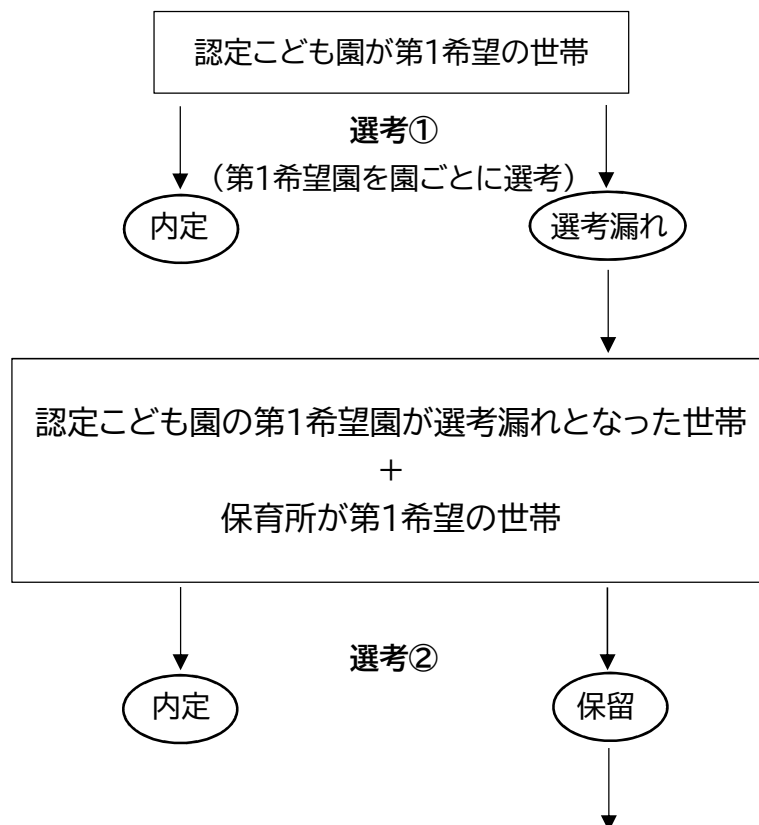 認定こども園が第1希望の世帯
選考①
（第1希望園を園ごとに選考）
内定
選考漏れ
認定こども園の第1希望園が選考漏れとなった世帯
＋
保育所が第1希望の世帯
選考②
内定
保留